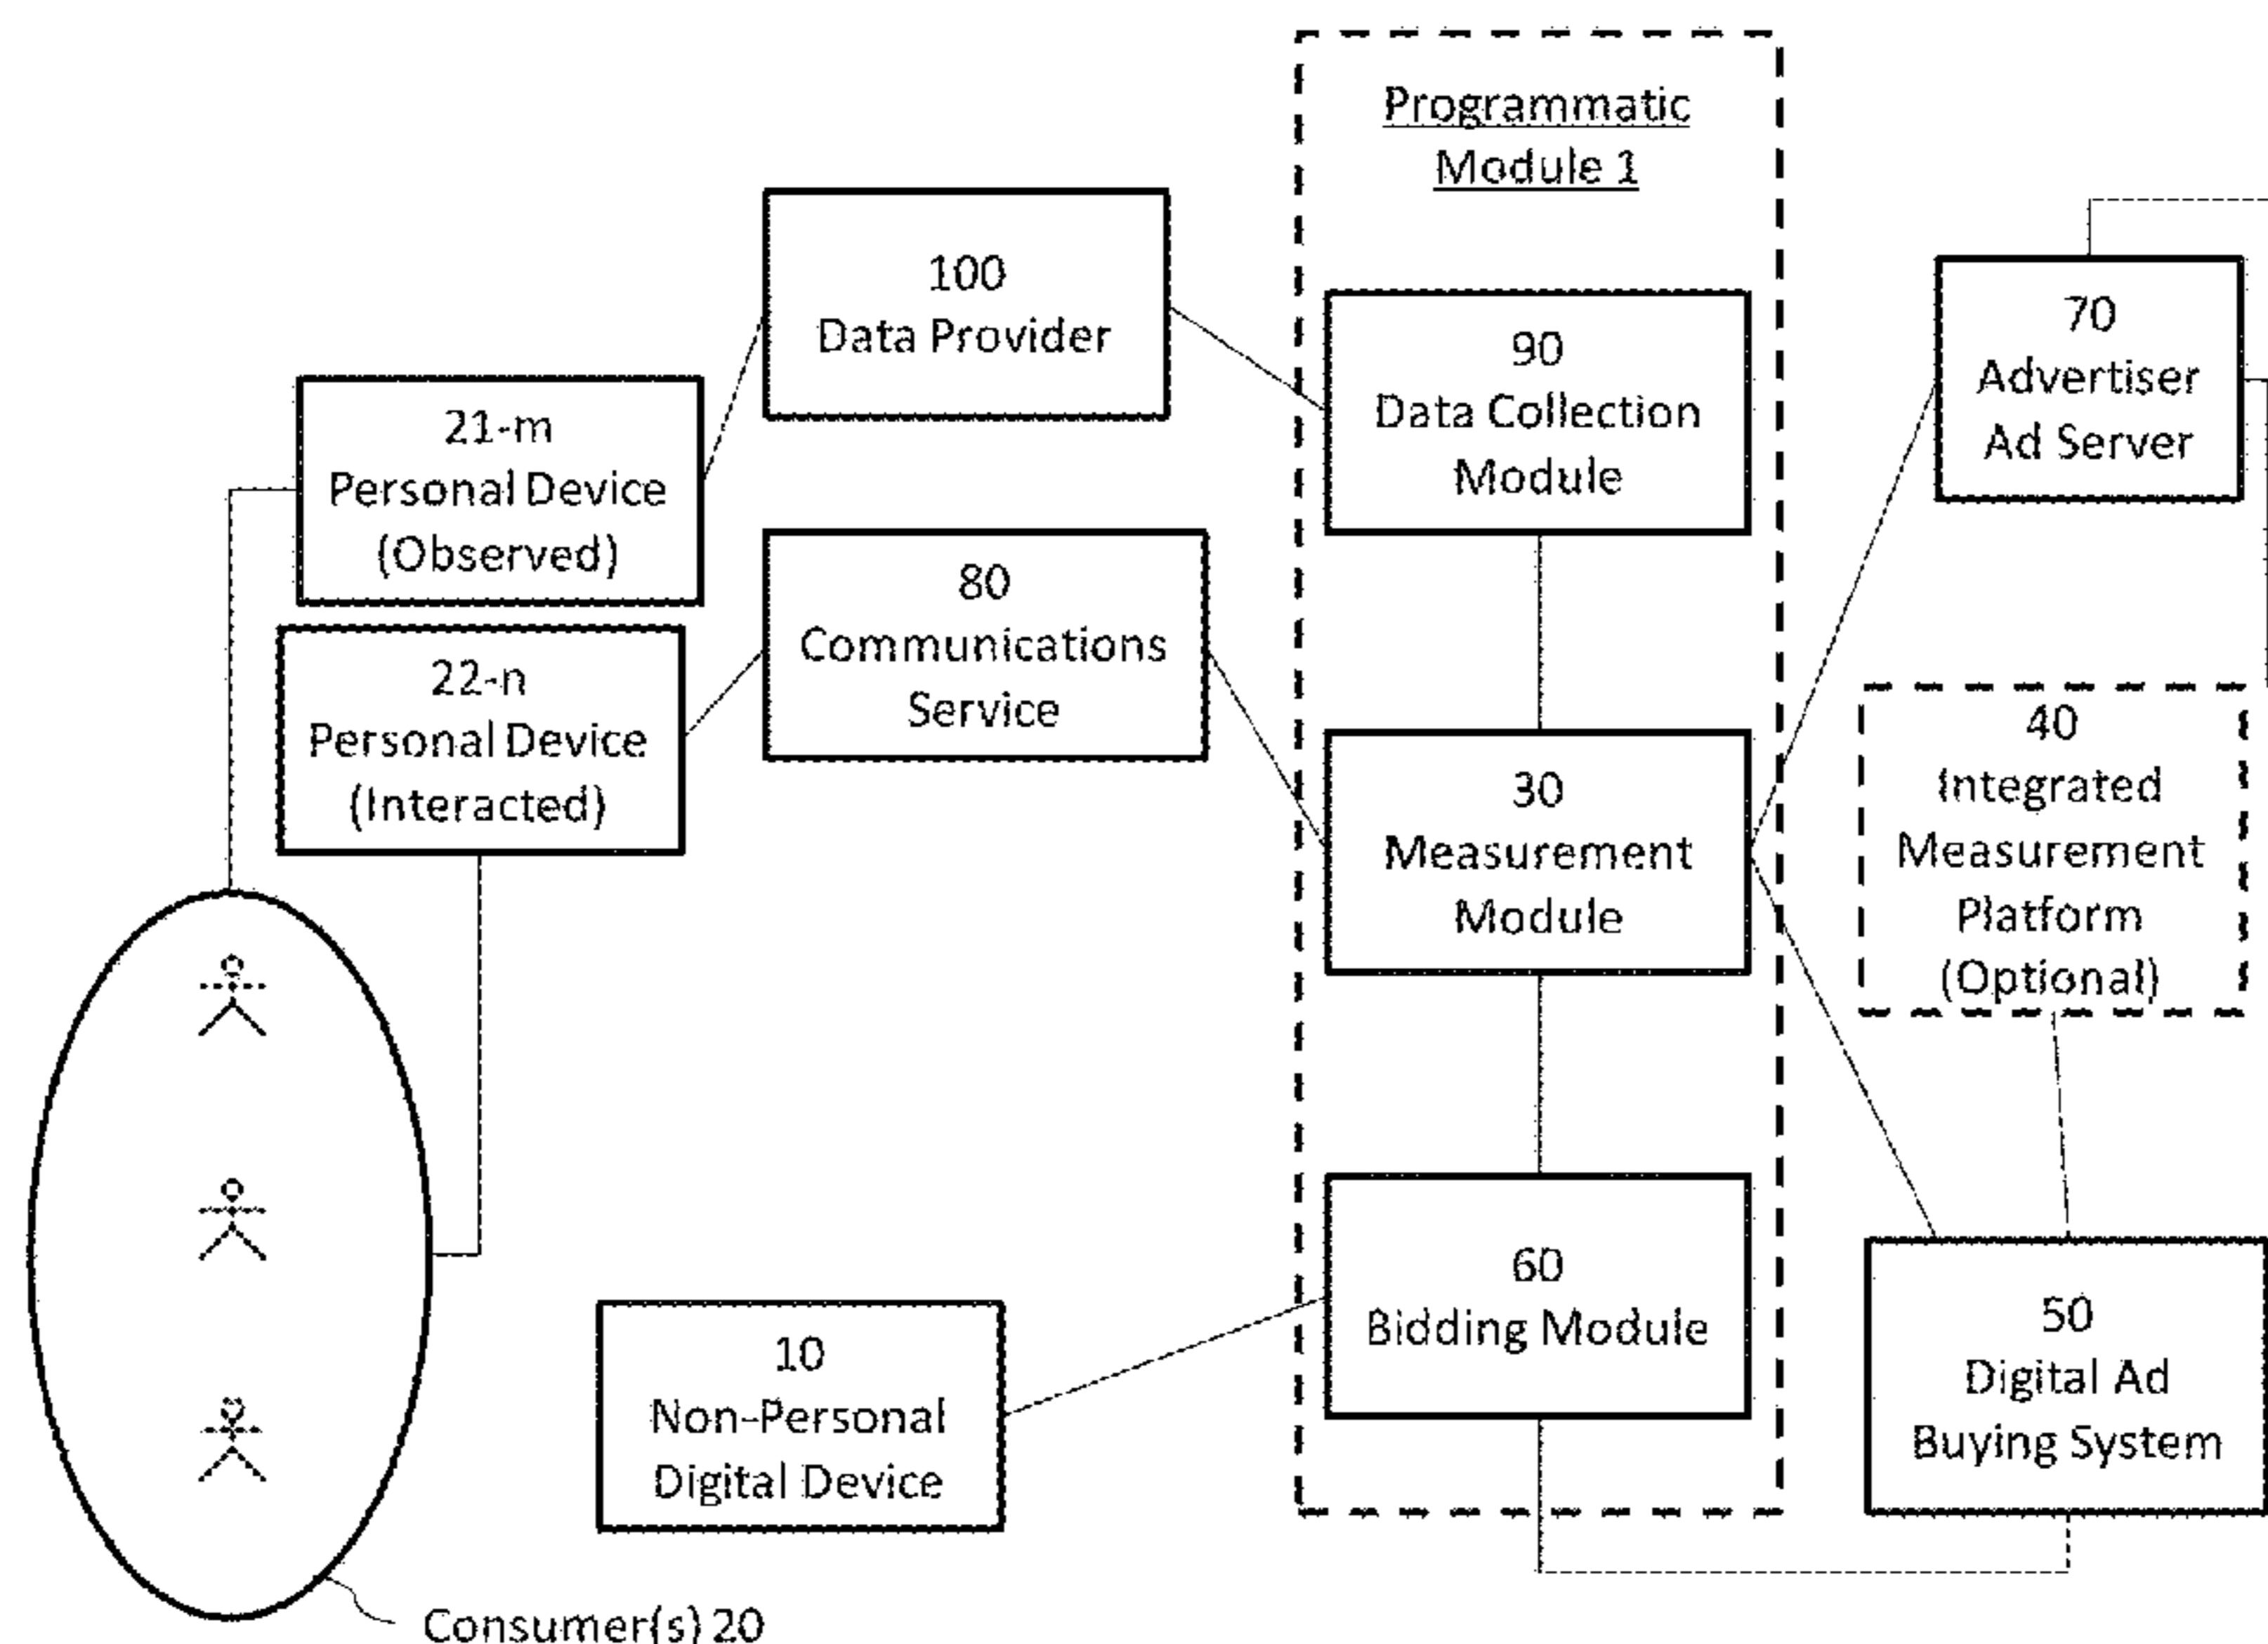 Programmatic
Module 1
100
Data Provider
90
Data Collection
Module
70
Advertiser
Ad Server
21-m
Personal Device
(Observed)
80
Communications
Service
22-n
Personal Device
(Interacted)
30
Measurement
Module
40
Integrated
Measurement
Platform
(Optional)
60
Bidding Module
10
Non-Personal
Digital Device
50
Digital Ad
Buying System
Consumer(s) 20